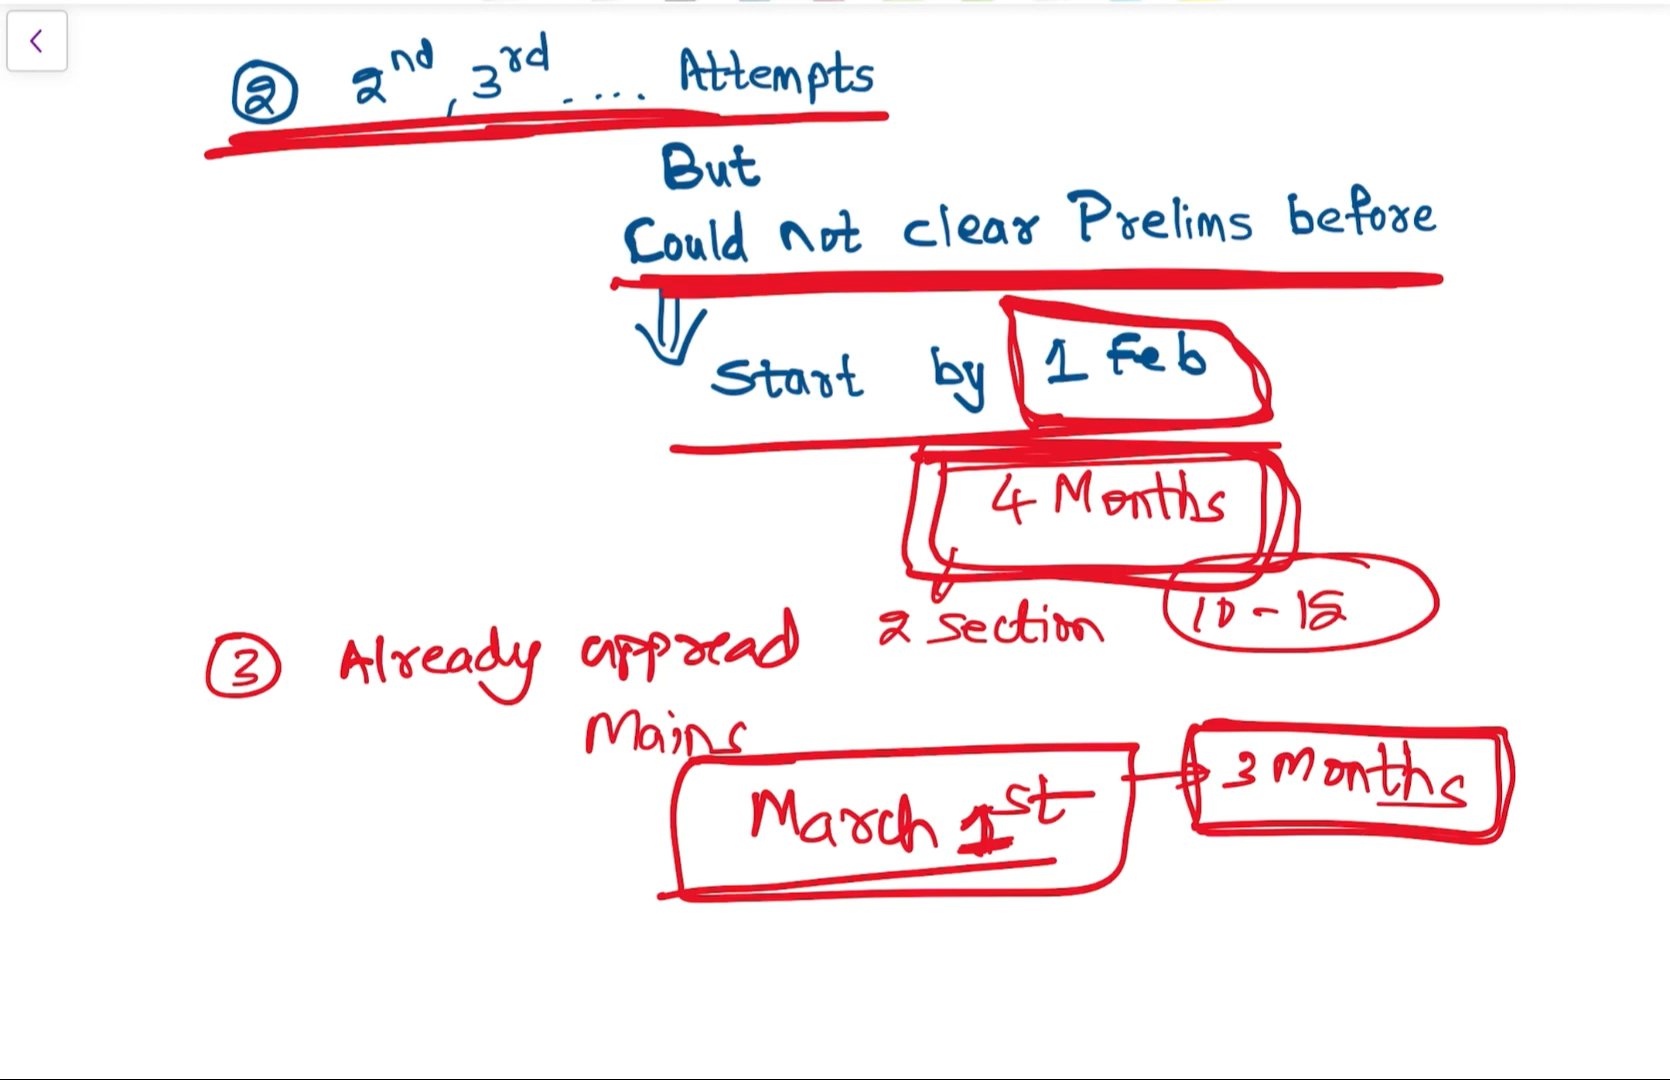 ② 2nd, 3rd ..... Attempts
But
Could not clear Prelims before
Start by 1 Feb
4 Months
2 section 10-15
③ Already appread
Mains
March 1st → 3 Months